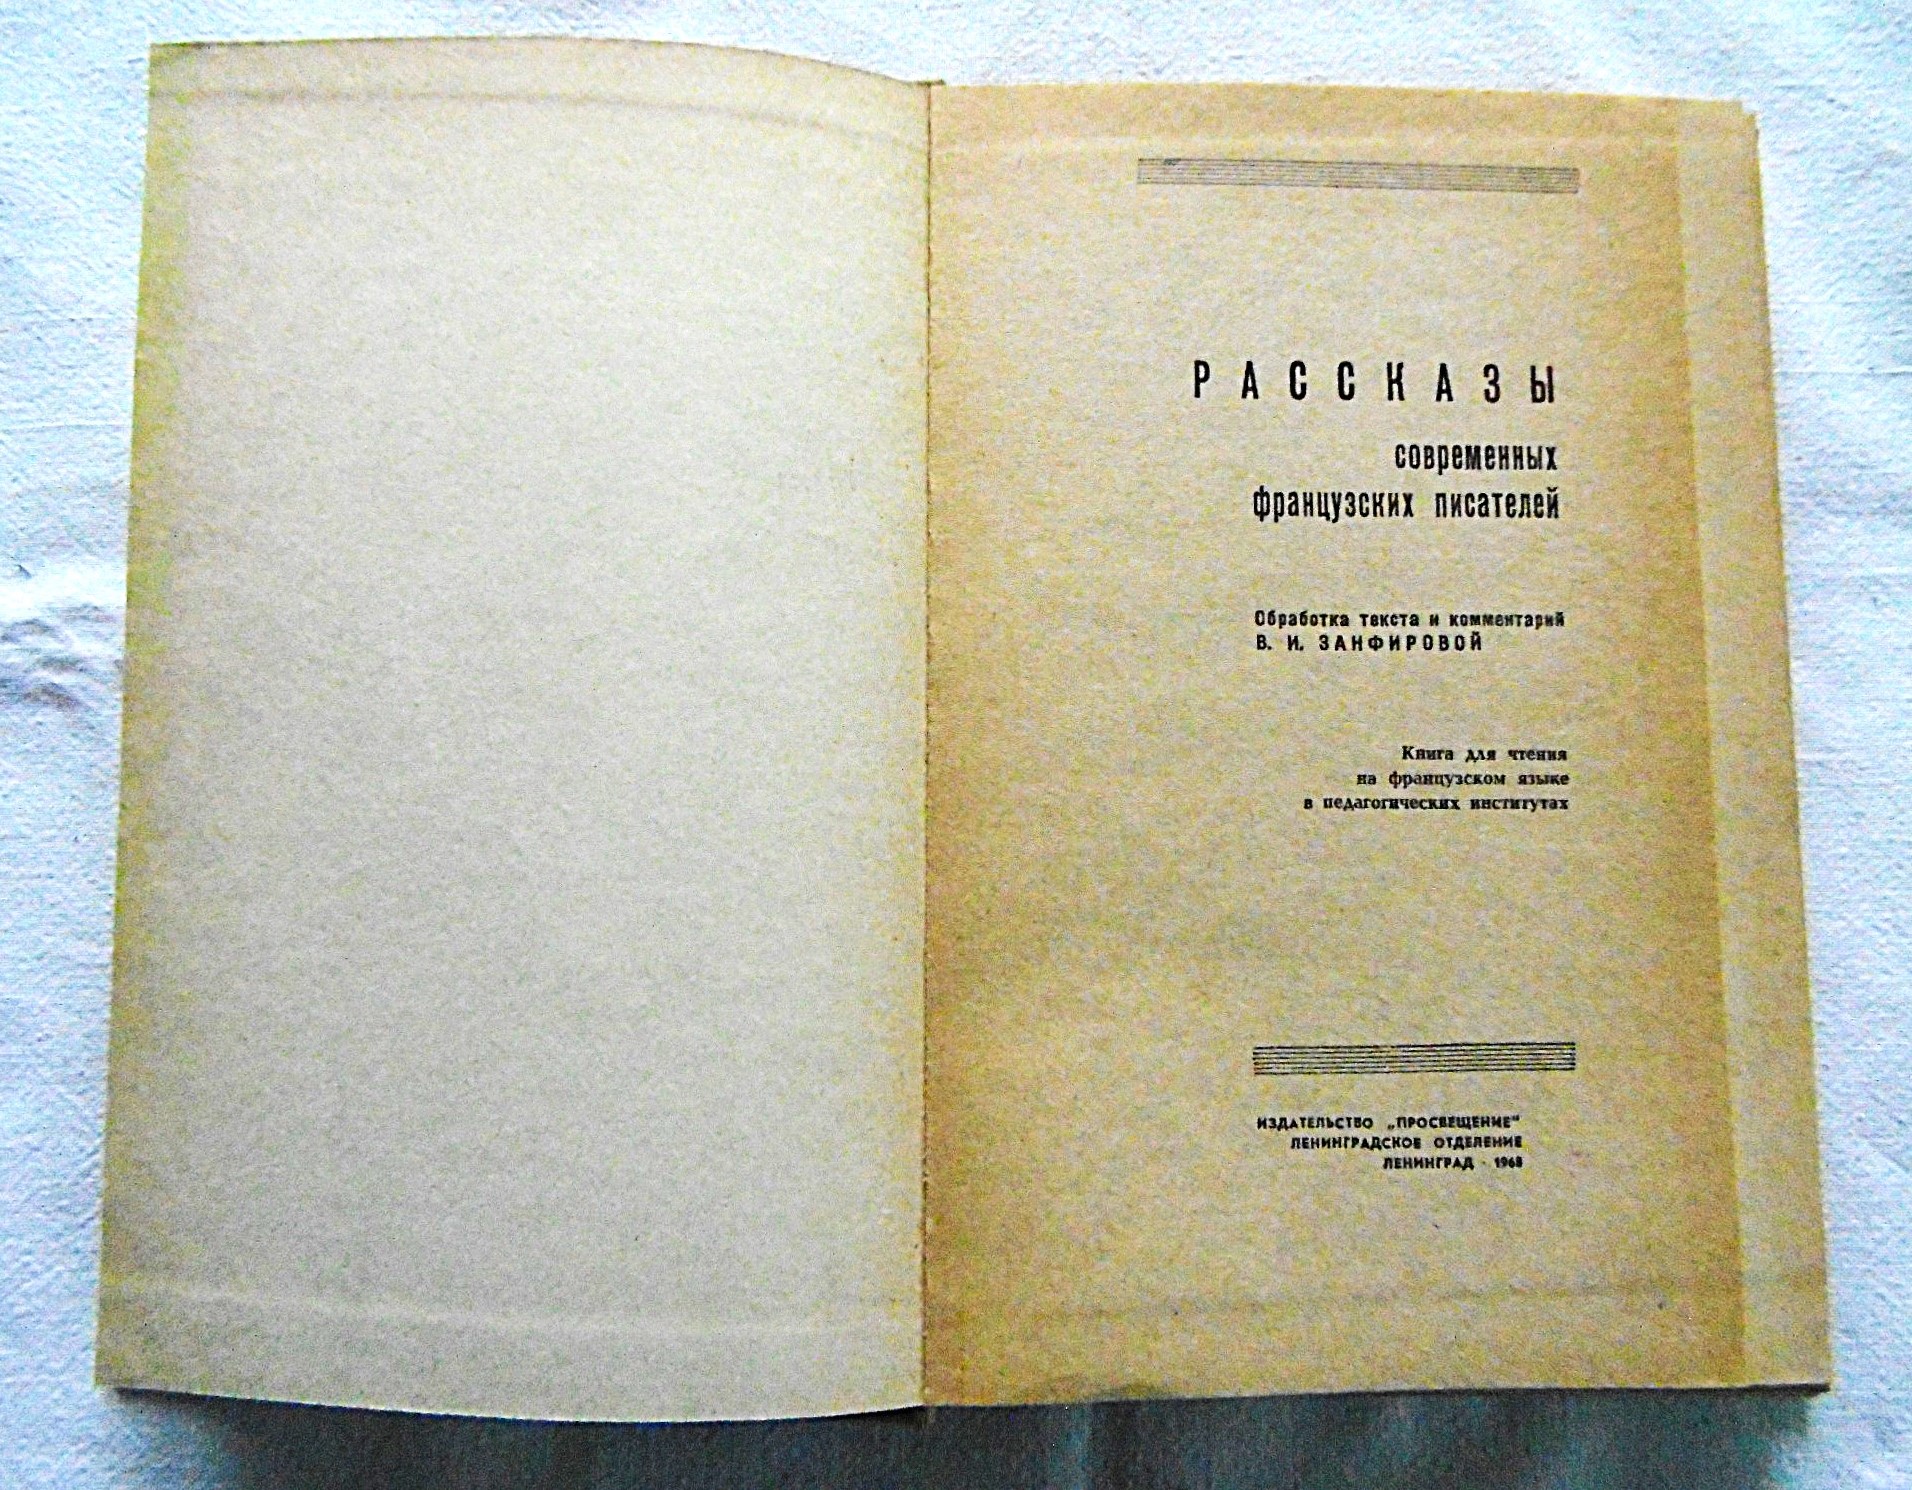 РАССКАЗЫ
современных
французских писателей
Обработка текста и комментарий
В. И. ЗАНФИРОВОЙ
Книга для чтения
на французском языке
в педагогических институтах
ИЗДАТЕЛЬСТВО „ПРОСВЕЩЕНИЕ"
ЛЕНИНГРАДСКОЕ ОТДЕЛЕНИЕ
ЛЕНИНГРАД · 1968